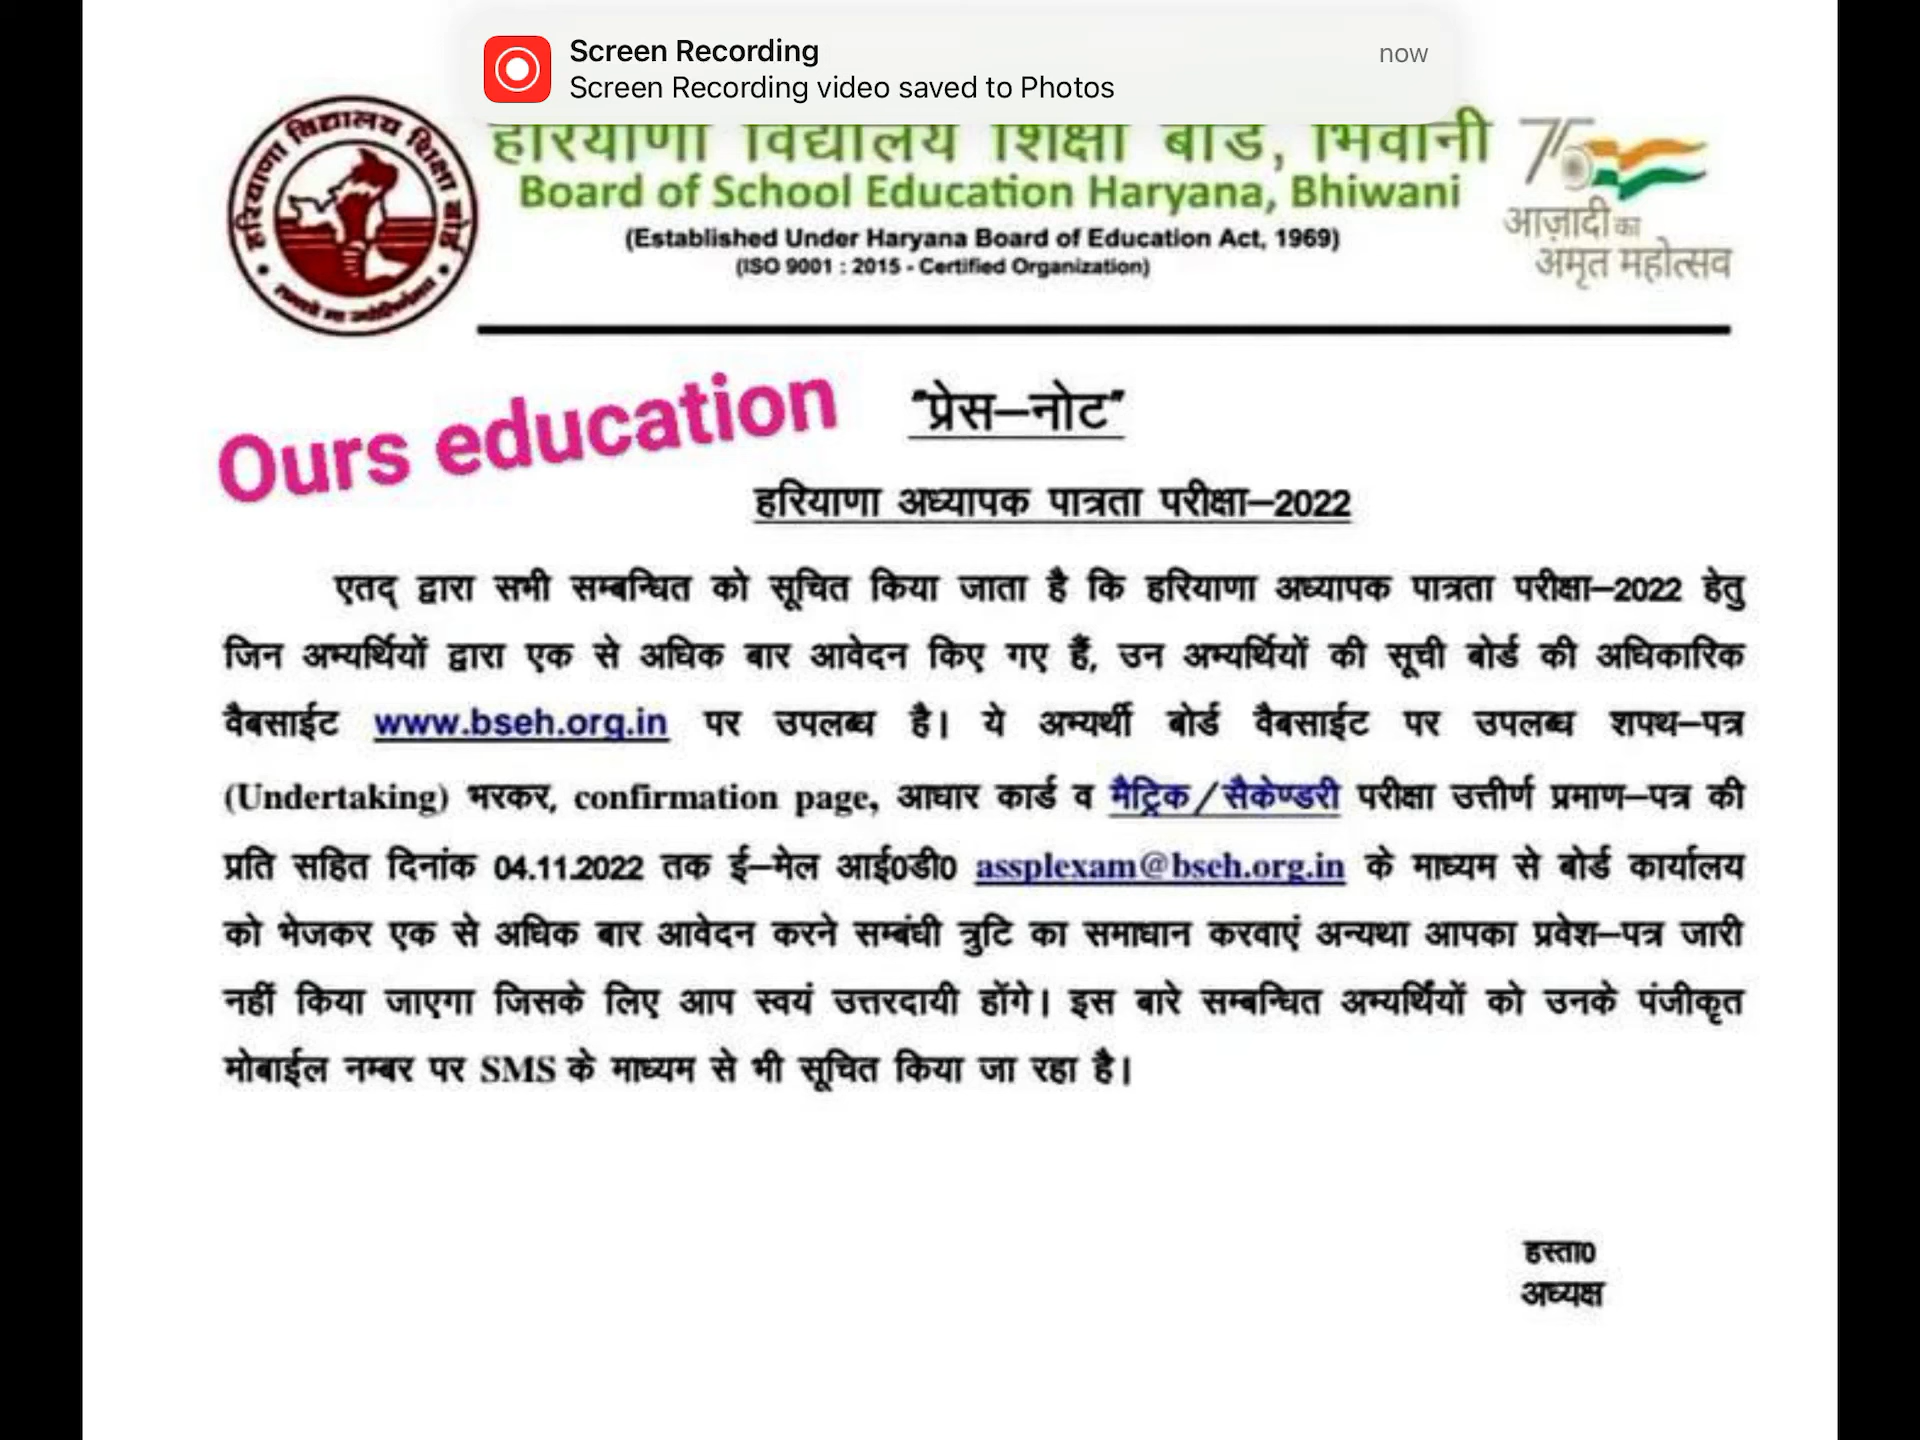 Screen Recording
now
Screen Recording video saved to Photos
हरियाणा विद्यालय शिक्षा बोर्ड, भिवानी
Board of School Education Haryana, Bhiwani
(Established Under Haryana Board of Education Act, 1969)
(ISO 9001 : 2015 - Certified Organization)
हरियाणा विद्यालय शिक्षा बोर्ड
75
आज़ादी का
अमृत महोत्सव
Ours education
"प्रेस–नोट"
हरियाणा अध्यापक पात्रता परीक्षा–2022
एतद् द्वारा सभी सम्बन्धित को सूचित किया जाता है कि हरियाणा अध्यापक पात्रता परीक्षा–2022 हेतु
जिन अभ्यर्थियों द्वारा एक से अधिक बार आवेदन किए गए हैं, उन अभ्यर्थियों की सूची बोर्ड की अधिकारिक
वैबसाईट www.bseh.org.in पर उपलब्ध है। ये अभ्यर्थी बोर्ड वैबसाईट पर उपलब्ध शपथ–पत्र
(Undertaking) भरकर, confirmation page, आधार कार्ड व मैट्रिक/सैकेण्डरी परीक्षा उत्तीर्ण प्रमाण–पत्र की
प्रति सहित दिनांक 04.11.2022 तक ई–मेल आई0डी0 assplexam@bseh.org.in के माध्यम से बोर्ड कार्यालय
को भेजकर एक से अधिक बार आवेदन करने सम्बंधी त्रुटि का समाधान करवाएं अन्यथा आपका प्रवेश–पत्र जारी
नहीं किया जाएगा जिसके लिए आप स्वयं उत्तरदायी होंगे। इस बारे सम्बन्धित अभ्यर्थियों को उनके पंजीकृत
मोबाईल नम्बर पर SMS के माध्यम से भी सूचित किया जा रहा है।
हस्ता0
अध्यक्ष